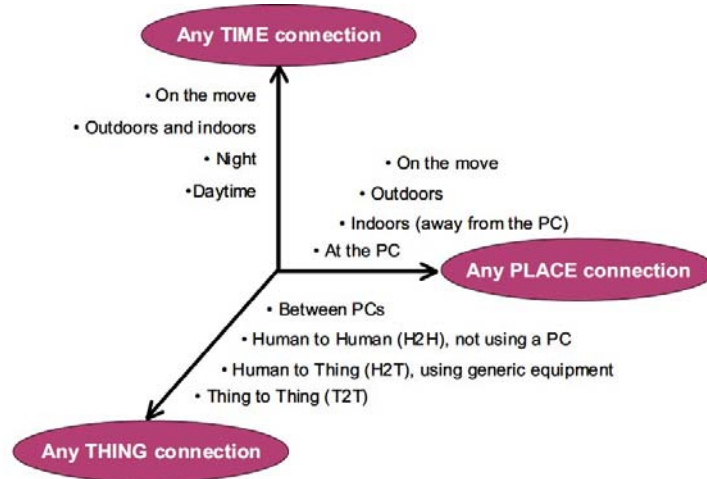 Any TIME connection
• On the move
• Outdoors and indoors
• Night
•Daytime
• On the move
• Outdoors
• Indoors (away from the PC)
• At the PC
Any PLACE connection
• Between PCs
• Human to Human (H2H), not using a PC
• Human to Thing (H2T), using generic equipment
• Thing to Thing (T2T)
Any THING connection